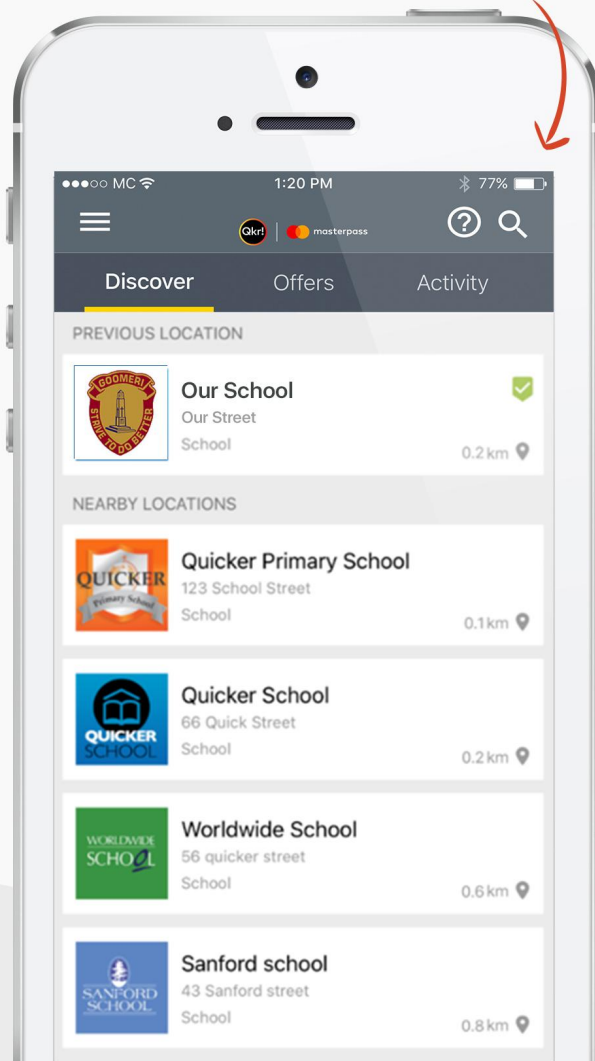 MC
1:20 PM
77%
Qkr!
masterpass
Discover
Offers
Activity
PREVIOUS LOCATION
GOOMERI
STRIVE TO DO BETTER
Our School
Our Street
School
0.2 km
NEARBY LOCATIONS
QUICKER
Primary School
Quicker Primary School
123 School Street
School
0.1 km
QUICKER
SCHOOL
Quicker School
66 Quick Street
School
0.2 km
WORLDWIDE
SCHOOL
Worldwide School
56 quicker street
School
0.6 km
SANFORD
SCHOOL
Sanford school
43 Sanford street
School
0.8 km